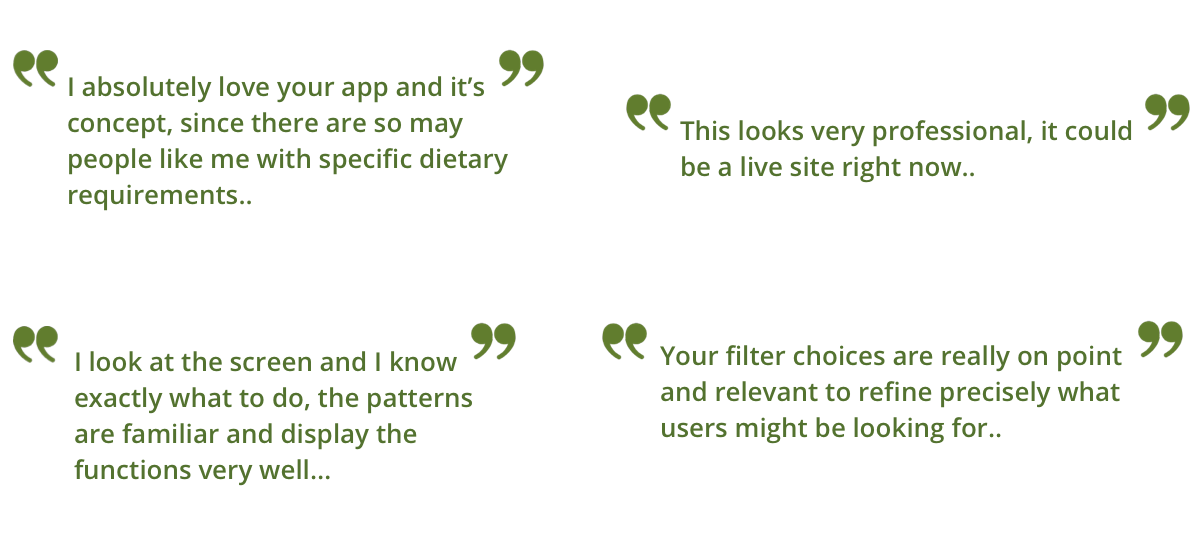 “ I absolutely love your app and it’s ”
concept, since there are so may
people like me with specific dietary
requirements..
“ This looks very professional, it could ”
be a live site right now..
“ I look at the screen and I know ”
exactly what to do, the patterns
are familiar and display the
functions very well...
“ Your filter choices are really on point ”
and relevant to refine precisely what
users might be looking for..